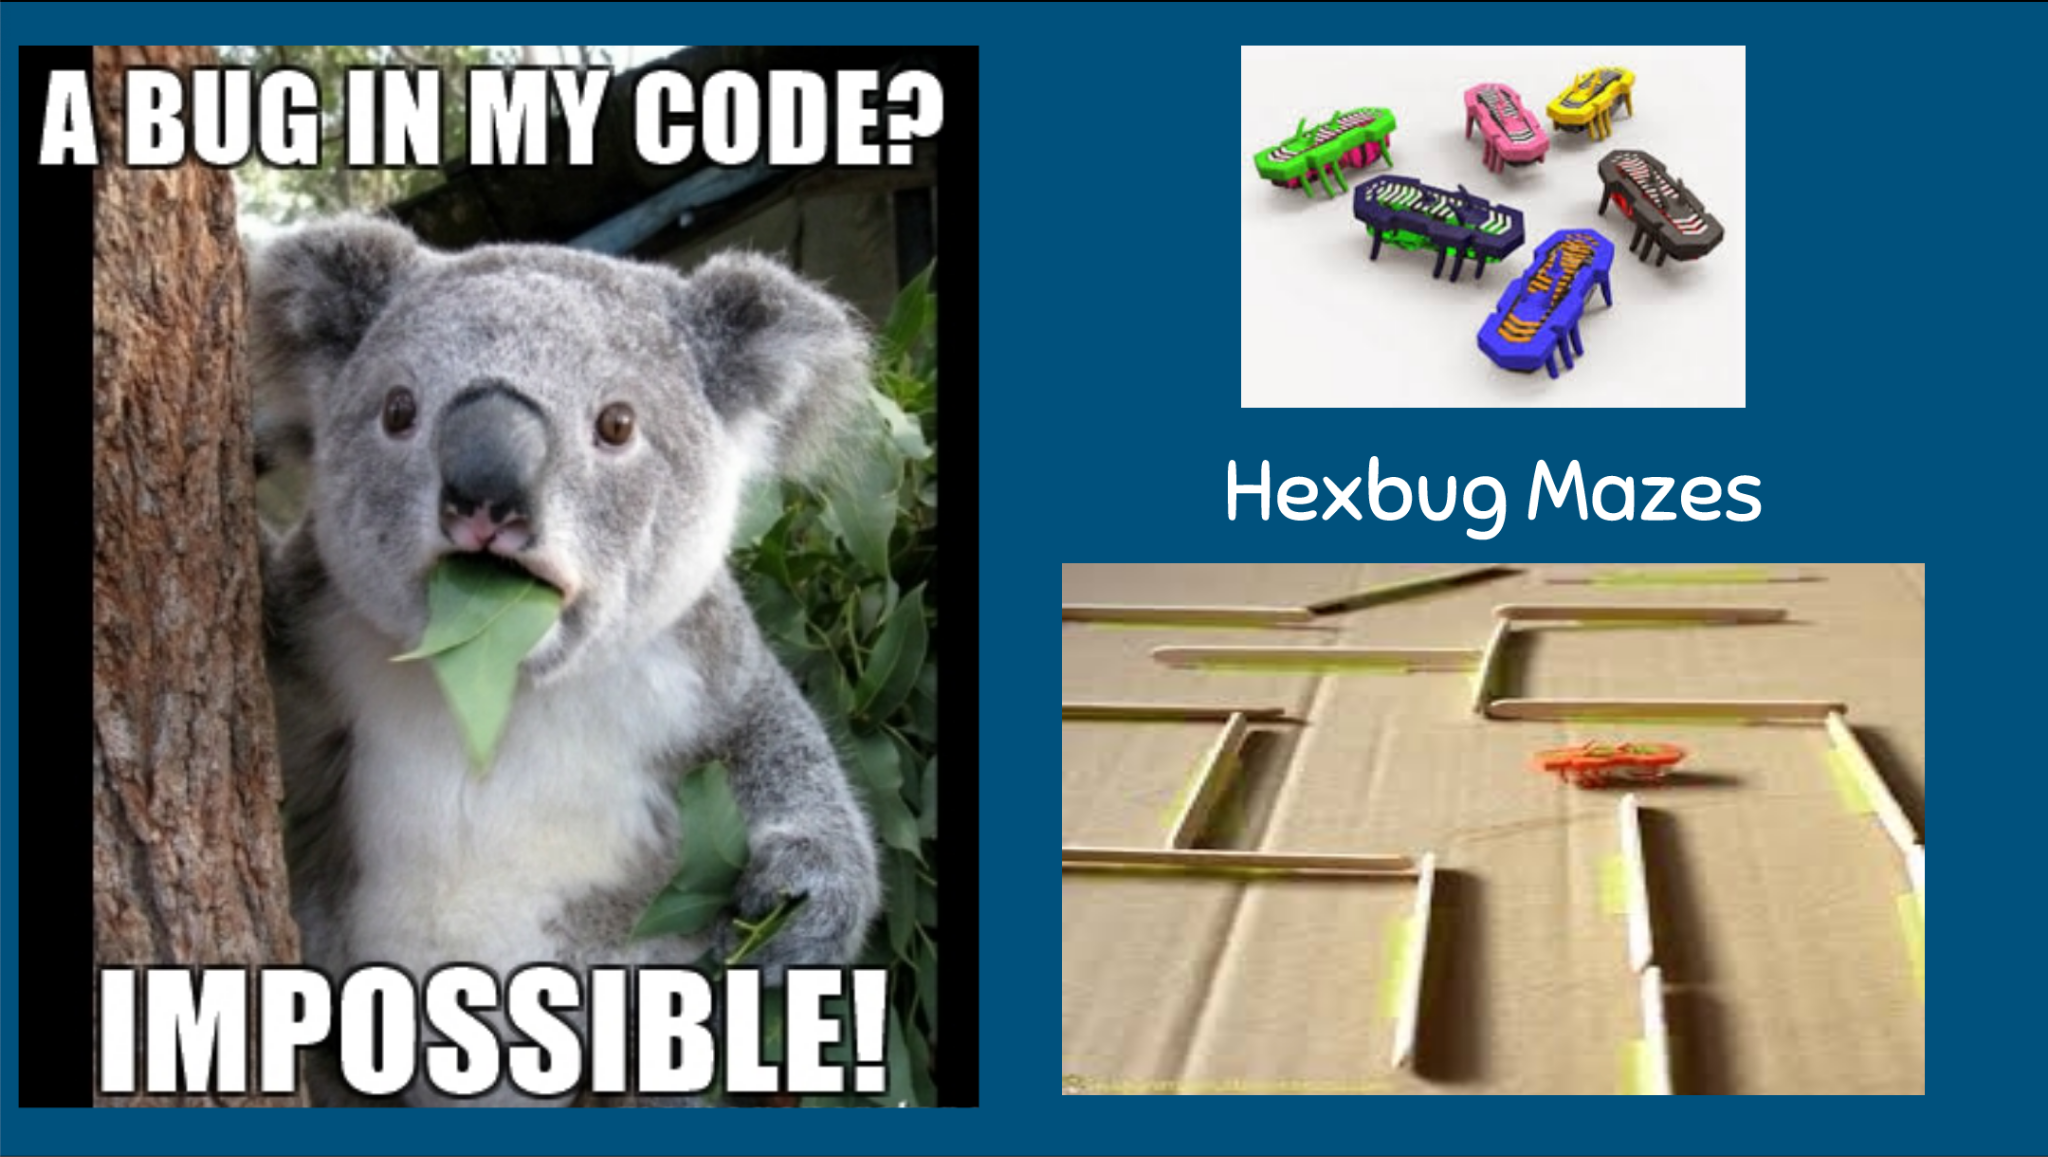 A BUG IN MY CODE?
IMPOSSIBLE!
Hexbug Mazes